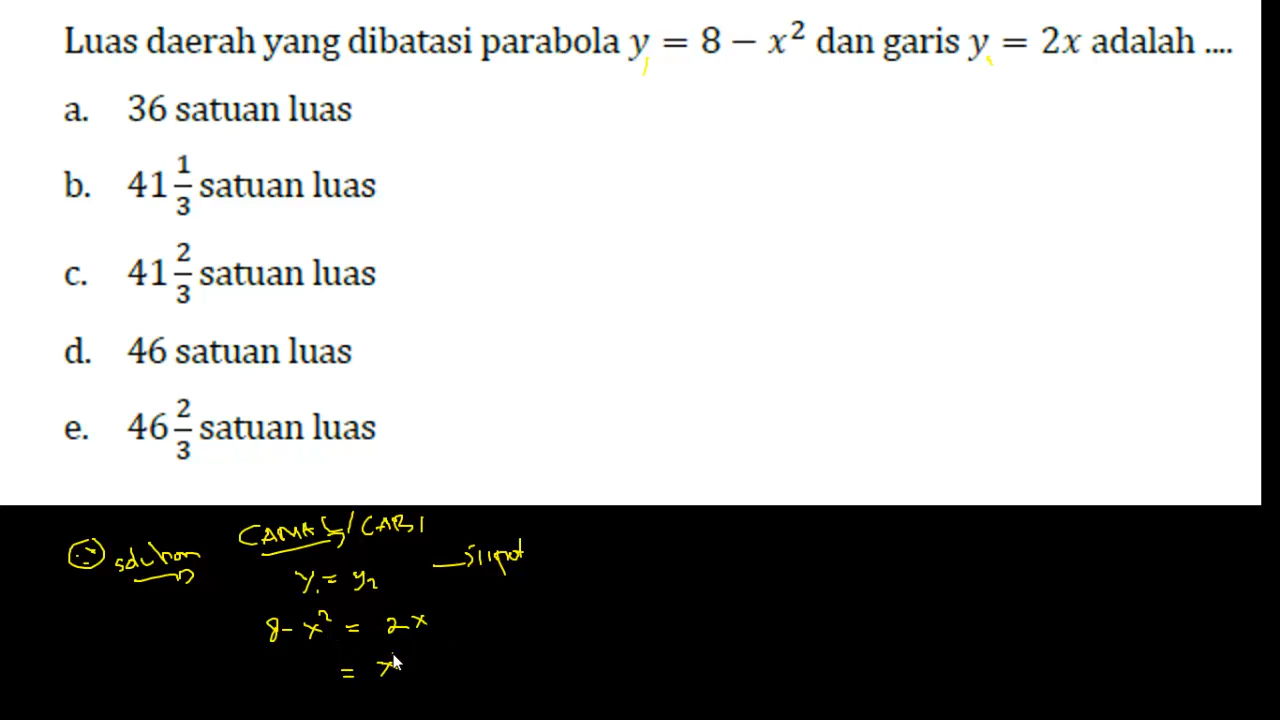 Luas daerah yang dibatasi parabola y = 8 − x² dan garis y = 2x adalah ....
a. 36 satuan luas
b. 41 1/3 satuan luas
c. 41 2/3 satuan luas
d. 46 satuan luas
e. 46 2/3 satuan luas
solution
/CABI
y₁ = y₂
8 − x² = 2x
= x